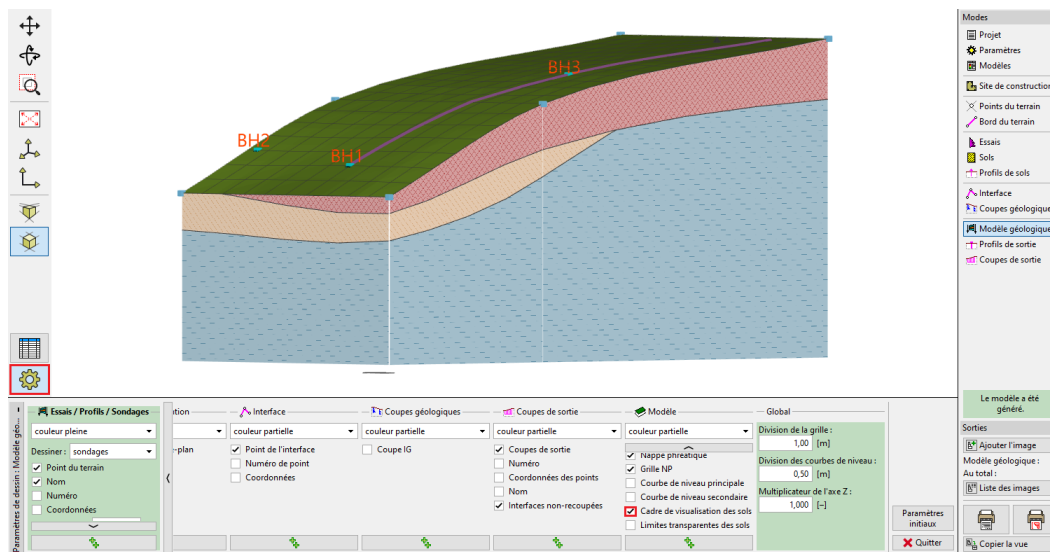 BH3
BH2
BH1
Modes
Projet
Paramètres
Modèles
Site de construction
Points du terrain
Bord du terrain
Essais
Sols
Profils de sols
Interface
Coupes géologique
Modèle géologique
Profils de sortie
Coupes de sortie
Le modèle a été
généré.
Sorties
Ajouter l'image
Modèle géologique :
Au total :
Liste des images
Copier la vue
Paramètres de dessin : Modèle géo...
Essais / Profils / Sondages
couleur pleine
Dessiner : sondages
Point du terrain
Nom
Numéro
Coordonnées
tion
e-plan
Interface
couleur partielle
Point de l'interface
Numéro de point
Coordonnées
Coupes géologiques
couleur partielle
Coupe IG
Coupes de sortie
couleur partielle
Coupes de sortie
Numéro
Coordonnées des points
Nom
Interfaces non-recoupées
Modèle
couleur partielle
Nappe phréatique
Grille NP
Courbe de niveau principale
Courbe de niveau secondaire
Cadre de visualisation des sols
Limites transparentes des sols
Global
Division de la grille :
1,00 [m]
Division des courbes de niveau :
0,50 [m]
Multiplicateur de l'axe Z :
1,000 [–]
Paramètres
initiaux
Quitter